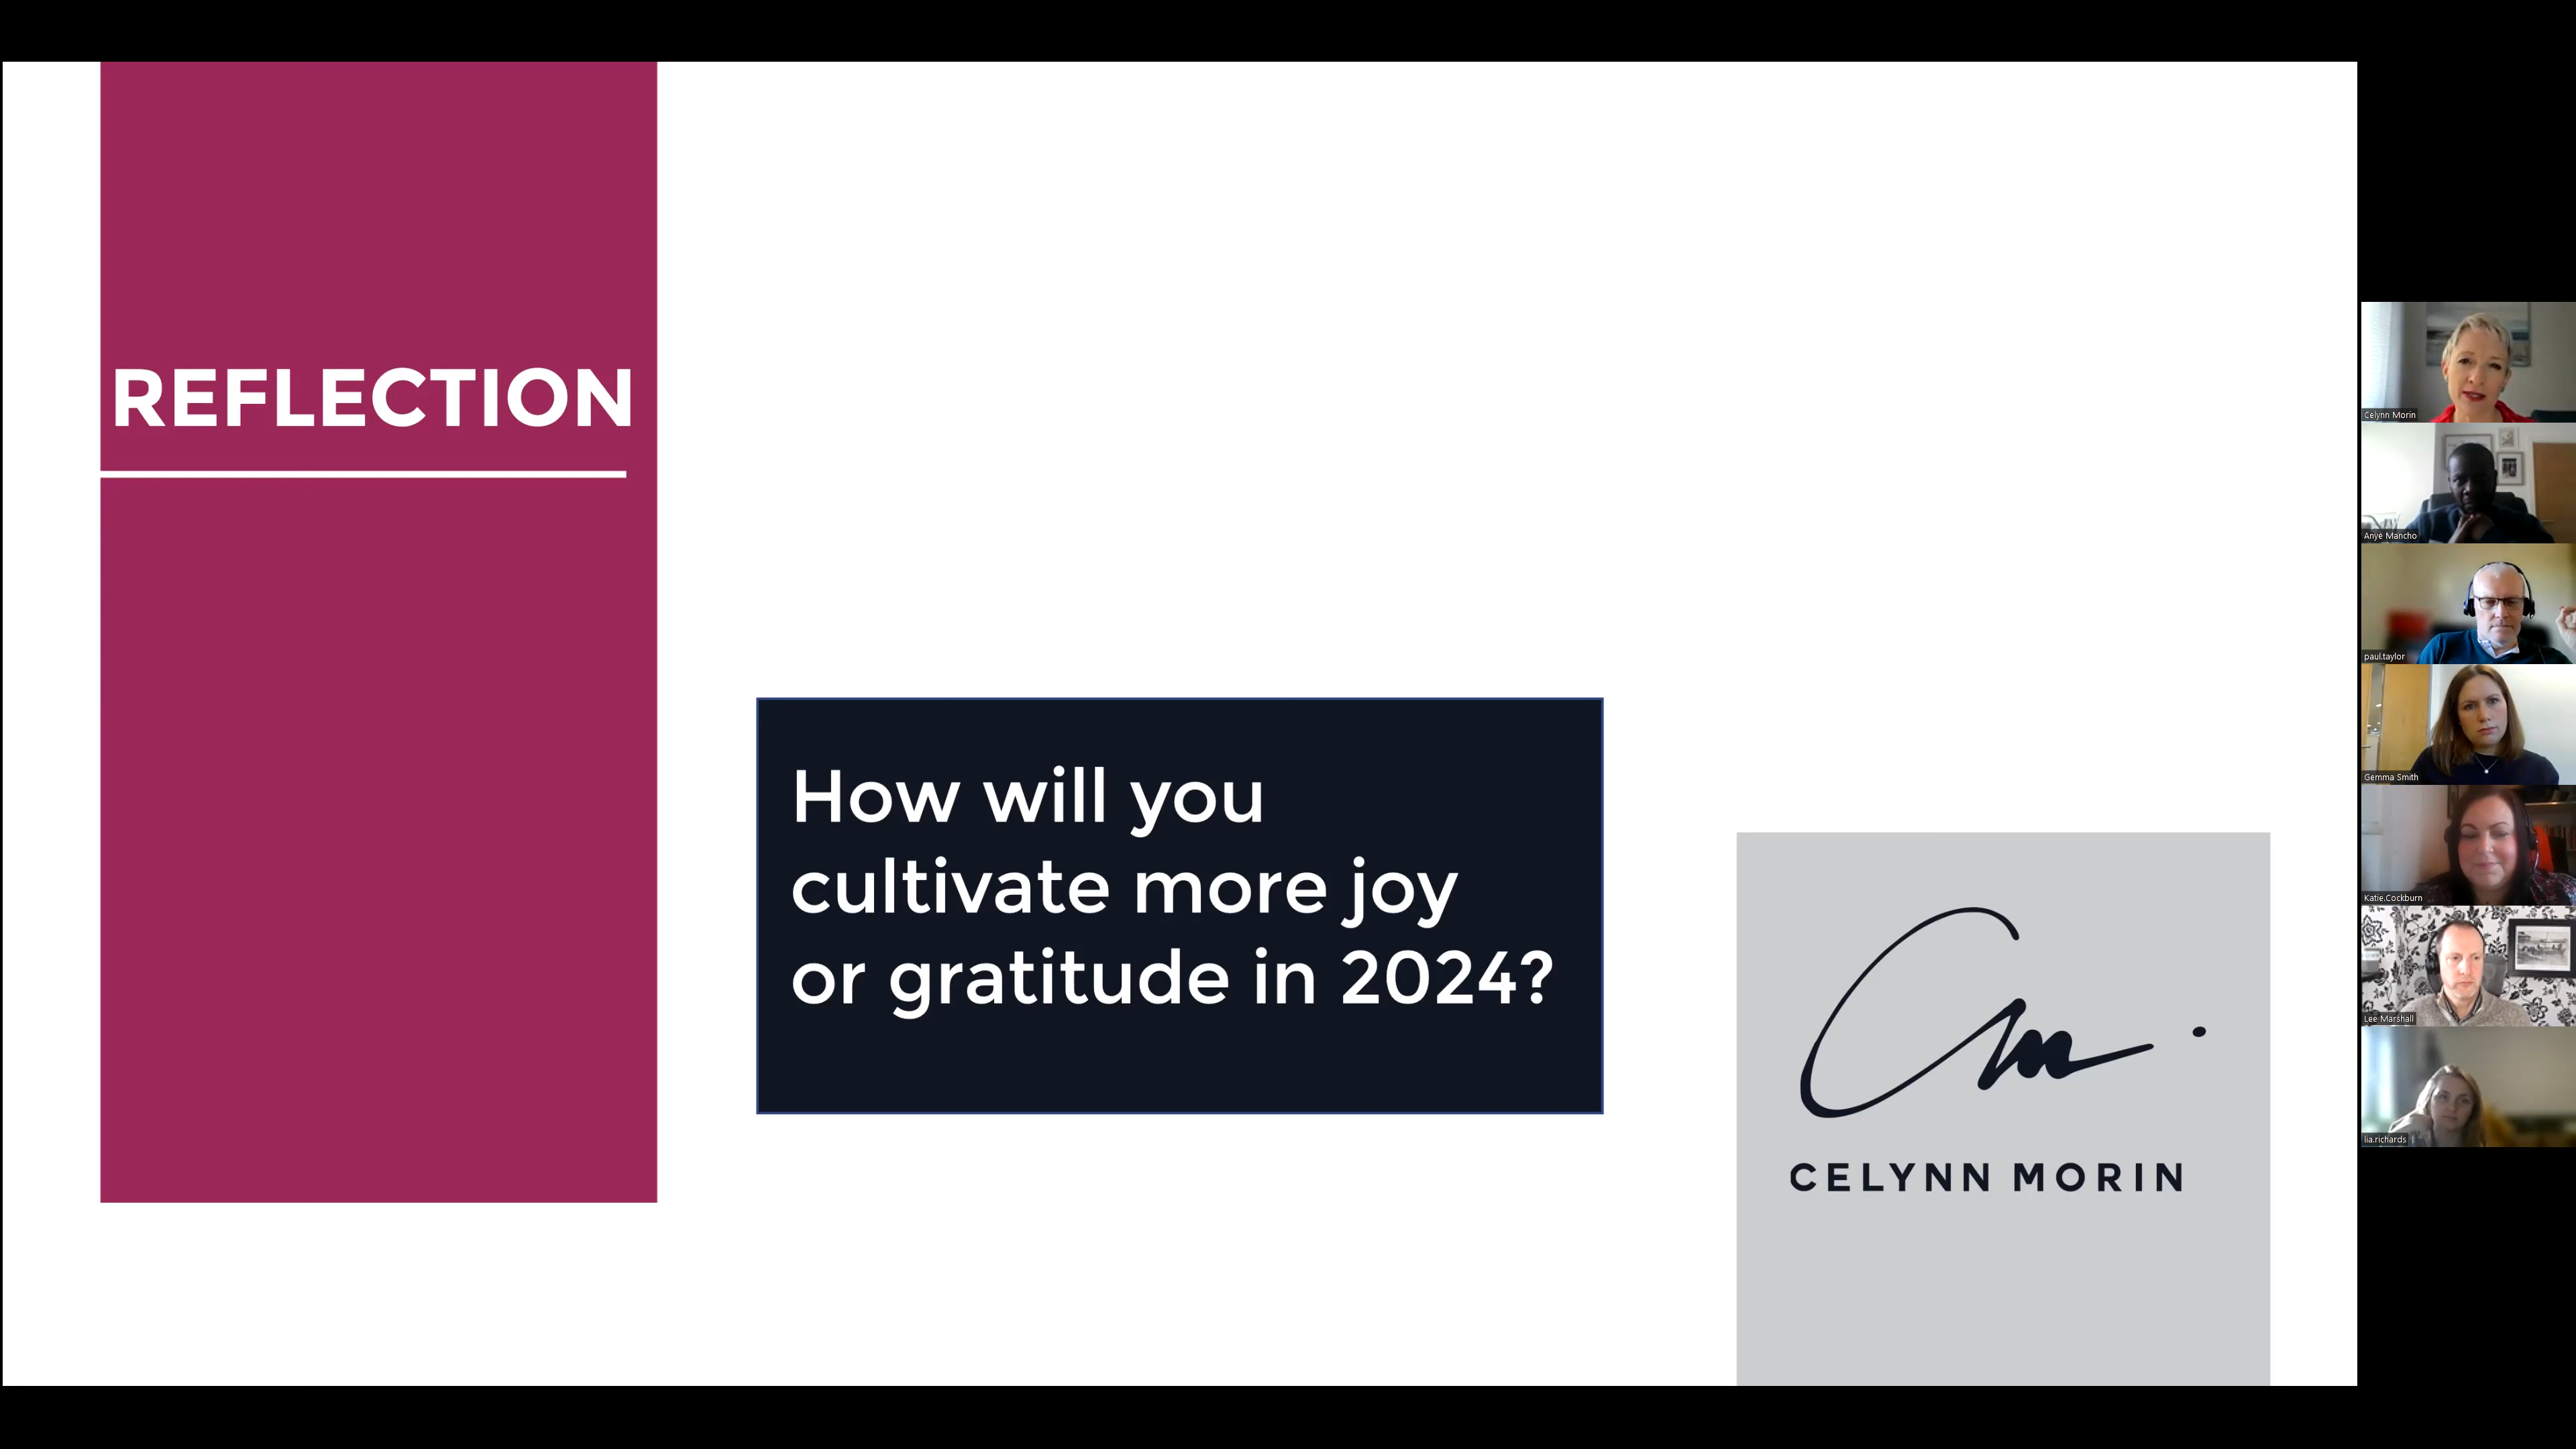 REFLECTION
How will you
cultivate more joy
or gratitude in 2024?
CELYNN MORIN
Celynn Morin
Anye Mancho
paul.taylor
Gemma Smith
Katie.Cockburn
Lee Marshall
lia.richards